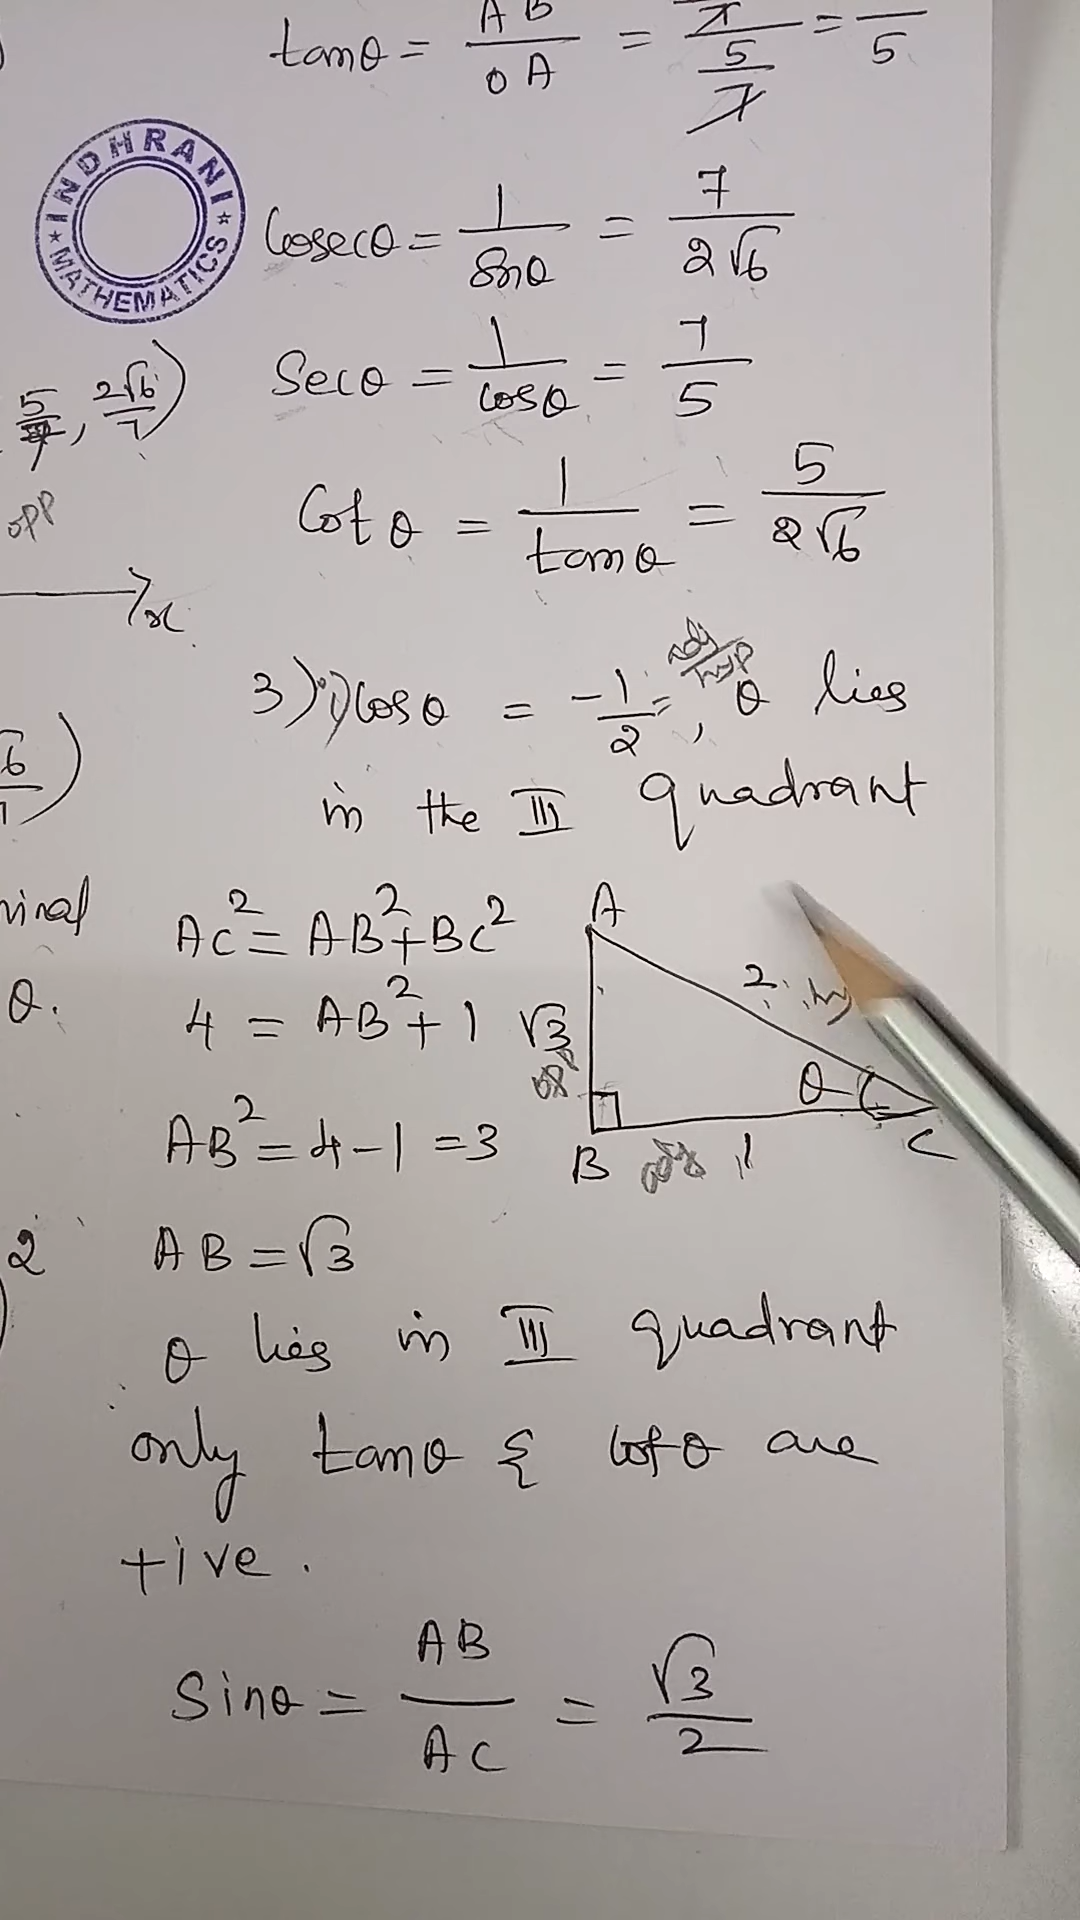 tanθ = AB/OA = 5/7 = 5
INDHRANI
★ MATHEMATICS ★
Cosecθ = 1/Sinθ = 7/2√6
5/7, 2√6/7)
Secθ = 1/cosθ = 7/5
opp
Cotθ = 1/tanθ = 5/2√6
x
3) i) Cosθ = -1/2 = adj/hyp, θ lies
in the III quadrant
AC² = AB² + BC²
A
θ.
4 = AB² + 1
√3
opp
2
θ
AB² = 4 - 1 = 3
B adj 1 C
2
AB = √3
θ lies in III quadrant
only tanθ & cotθ are
+ive.
Sinθ = AB/AC = √3/2